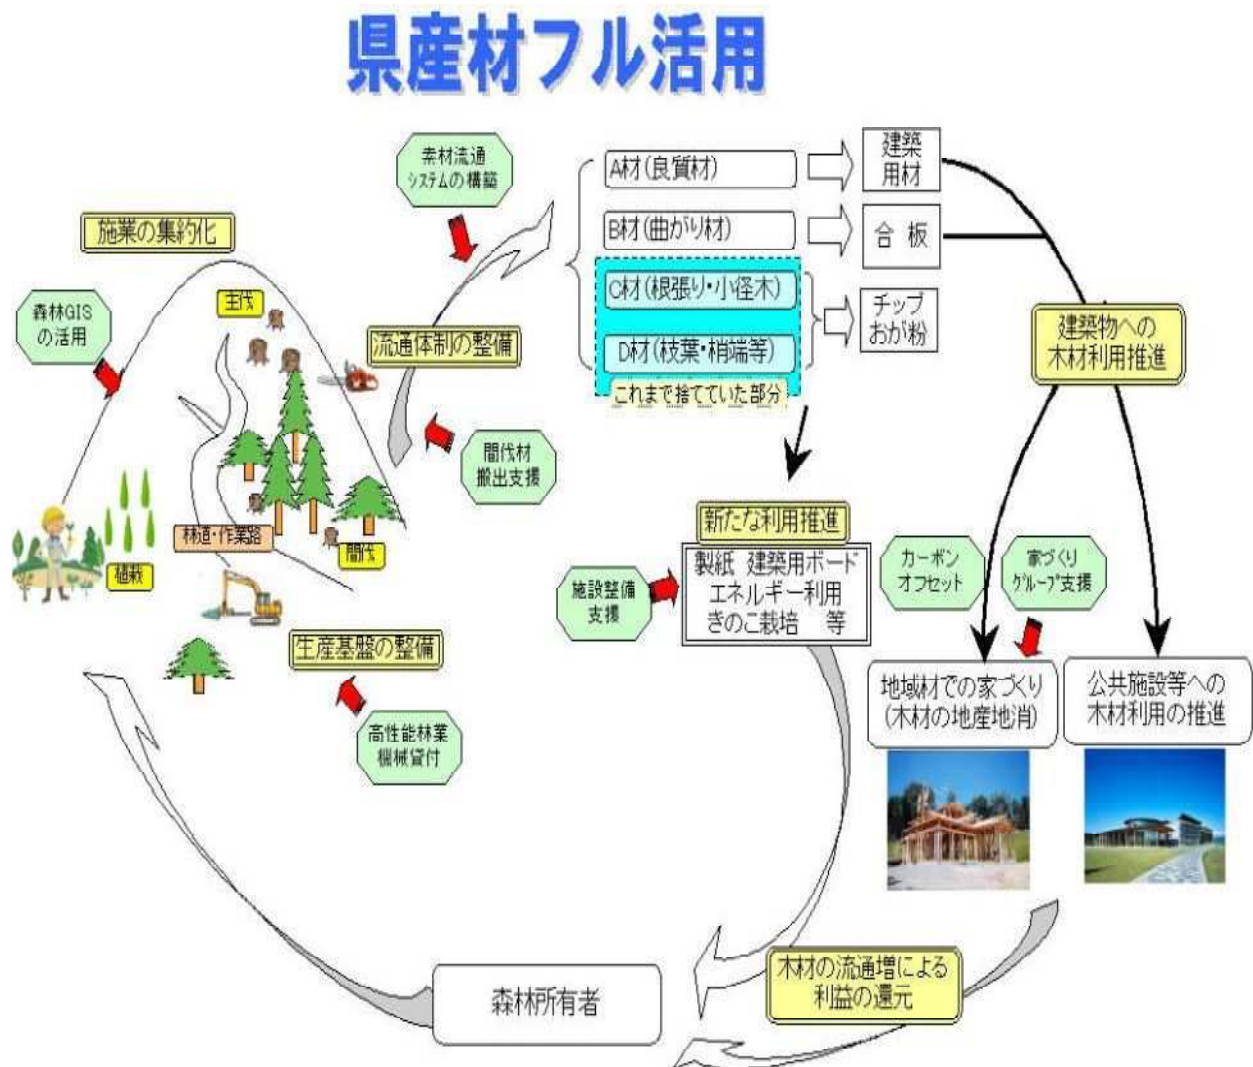 県産材フル活用
素材流通
システムの構築
A材(良質材)
建築
用材
施業の集約化
B材(曲がり材)
合 板
森林GIS
の活用
主伐
流通体制の整備
C材(根張り・小径木)
チップ
おが粉
D材(枝葉・梢端等)
これまで捨てていた部分
建築物への
木材利用推進
間伐材
搬出支援
新たな利用推進
製紙 建築用ボード
エネルギー利用
きのこ栽培 等
施設整備
支援
カーボン
オフセット
家づくり
グループ支援
林道・作業路
間伐
植栽
生産基盤の整備
高性能林業
機械貸付
地域材での家づくり
(木材の地産地消)
公共施設等への
木材利用の推進
森林所有者
木材の流通増による
利益の還元